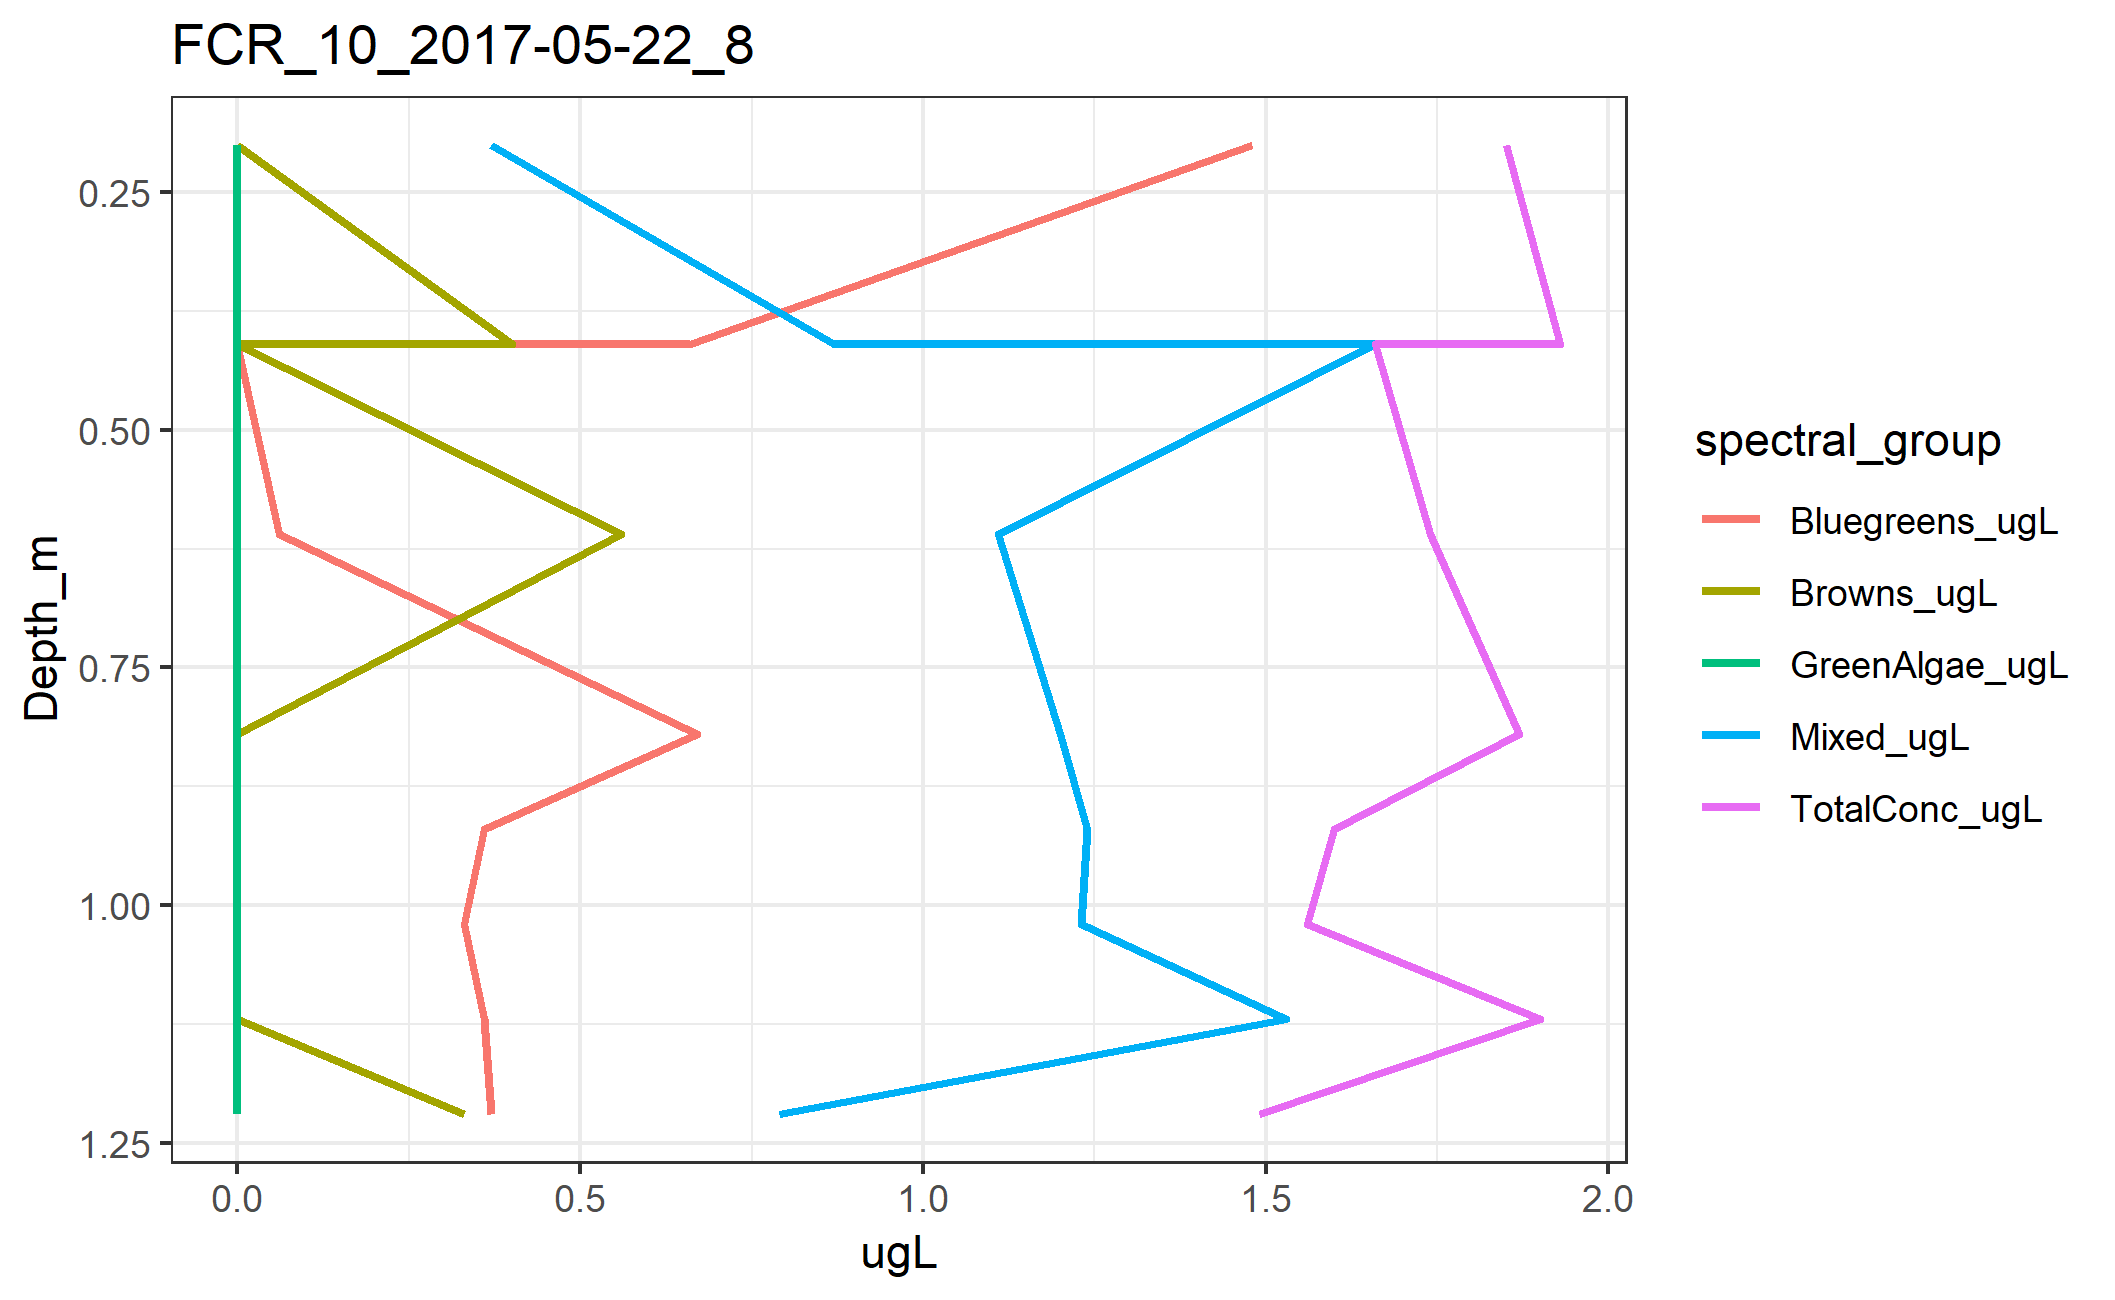 FCR_10_2017-05-22_8
0.25
0.50
0.75
1.00
1.25
Depth_m
0.0 0.5 1.0 1.5 2.0
ugL
spectral_group
Bluegreens_ugL
Browns_ugL
GreenAlgae_ugL
Mixed_ugL
TotalConc_ugL